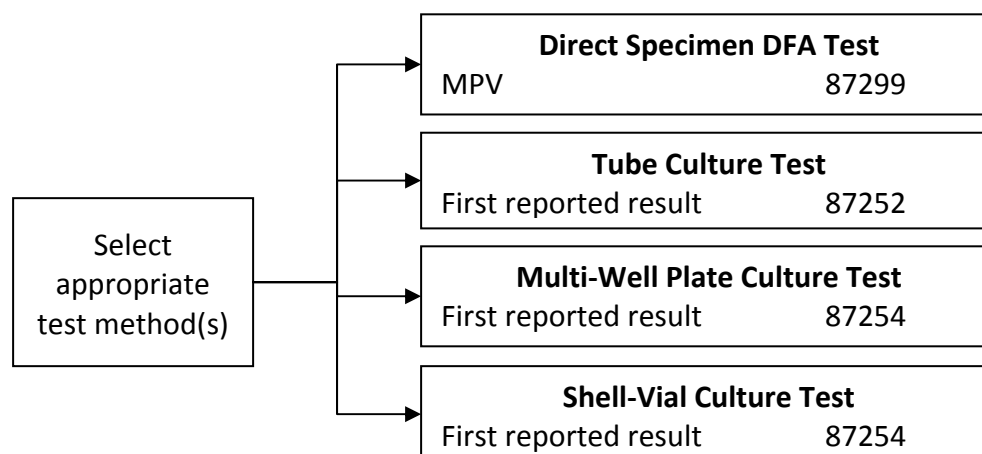 Direct Specimen DFA Test
MPV 87299
Tube Culture Test
First reported result 87252
Select
appropriate
test method(s)
Multi-Well Plate Culture Test
First reported result 87254
Shell-Vial Culture Test
First reported result 87254